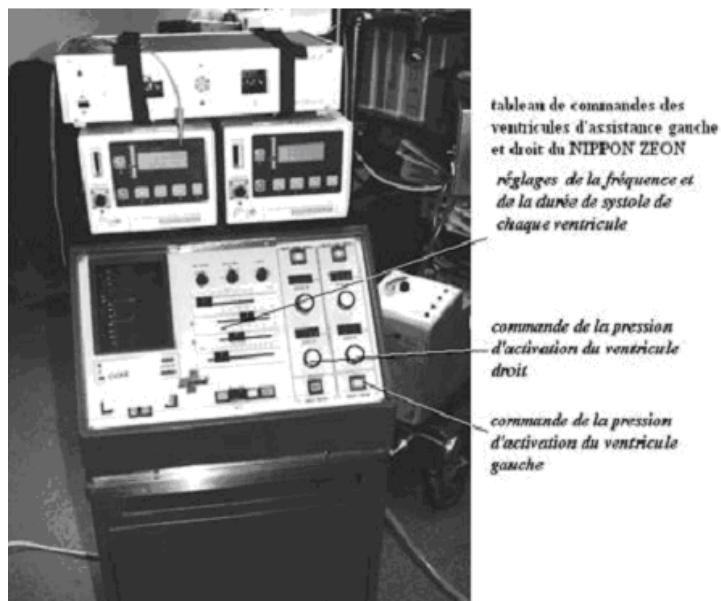 tableau de commandes des
ventricules d'assistance gauche
et droit du NIPPON ZEON
réglages de la fréquence et
de la durée de systole de
chaque ventricule
commande de la pression
d'activation du ventricule
droit
commande de la pression
d'activation du ventricule
gauche